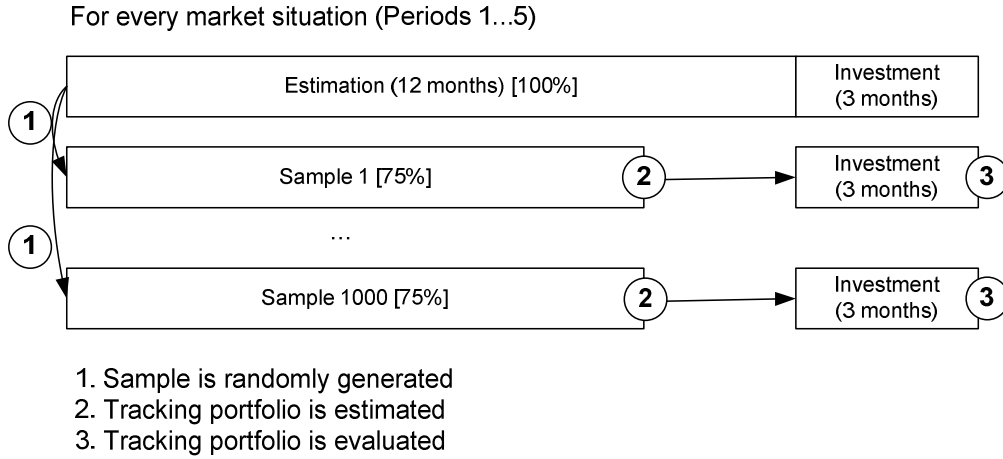 For every market situation (Periods 1...5)
Estimation (12 months) [100%]
Investment
(3 months)
1
Sample 1 [75%]
2
Investment
(3 months)
3
...
1
Sample 1000 [75%]
2
Investment
(3 months)
3
1. Sample is randomly generated
2. Tracking portfolio is estimated
3. Tracking portfolio is evaluated